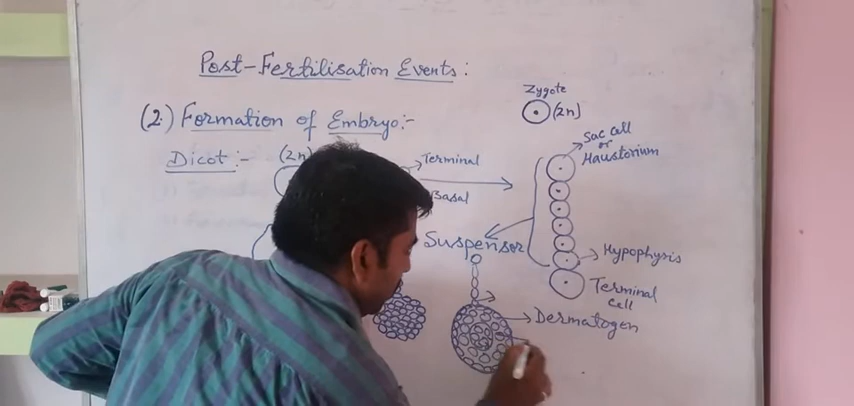 Post-Fertilisation Events:
Zygote
(2n)
(2.) Formation of Embryo:-
Sac cell
or
Haustorium
Dicot:-
(2n)
Terminal
Basal
Suspensor
Hypophysis
Terminal
cell
Dermatogen